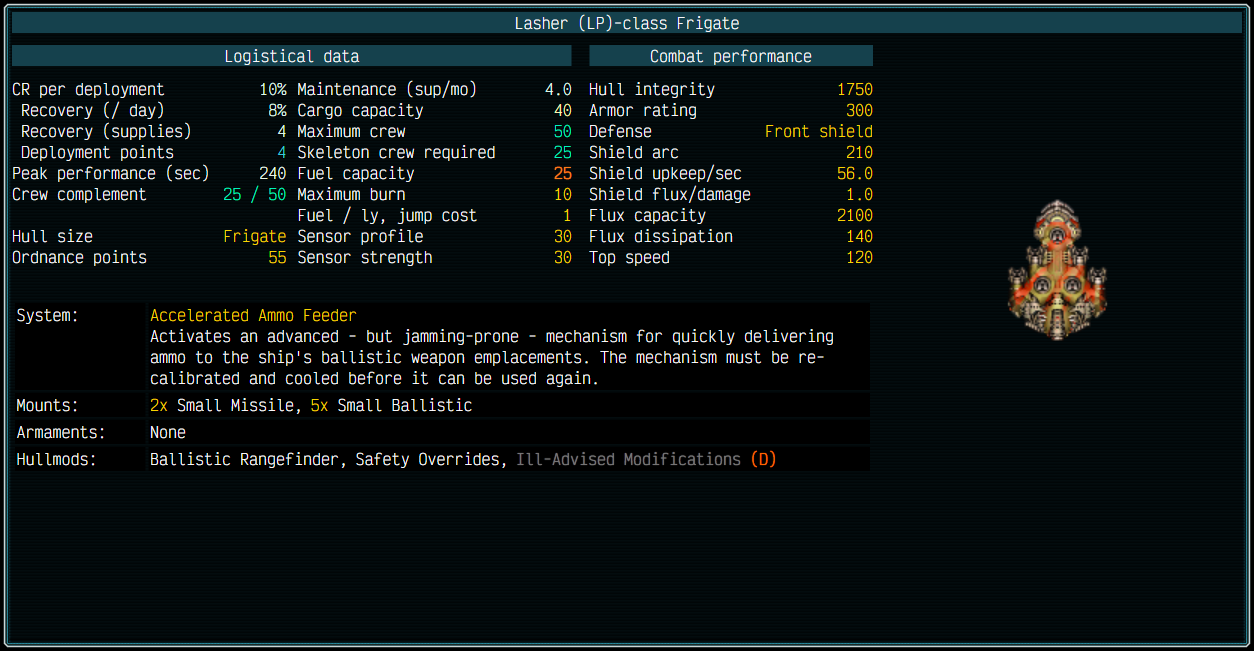 Lasher (LP)-class Frigate
Logistical data
CR per deployment 10%
Recovery (/ day) 8%
Recovery (supplies) 4
Deployment points 4
Peak performance (sec) 240
Crew complement 25 / 50
Hull size Frigate
Ordnance points 55
Maintenance (sup/mo) 4.0
Cargo capacity 40
Maximum crew 50
Skeleton crew required 25
Fuel capacity 25
Maximum burn 10
Fuel / ly, jump cost 1
Sensor profile 30
Sensor strength 30
Combat performance
Hull integrity 1750
Armor rating 300
Defense Front shield
Shield arc 210
Shield upkeep/sec 56.0
Shield flux/damage 1.0
Flux capacity 2100
Flux dissipation 140
Top speed 120
System: Accelerated Ammo Feeder
Activates an advanced - but jamming-prone - mechanism for quickly delivering
ammo to the ship's ballistic weapon emplacements. The mechanism must be re-
calibrated and cooled before it can be used again.
Mounts: 2x Small Missile, 5x Small Ballistic
Armaments: None
Hullmods: Ballistic Rangefinder, Safety Overrides, Ill-Advised Modifications (D)